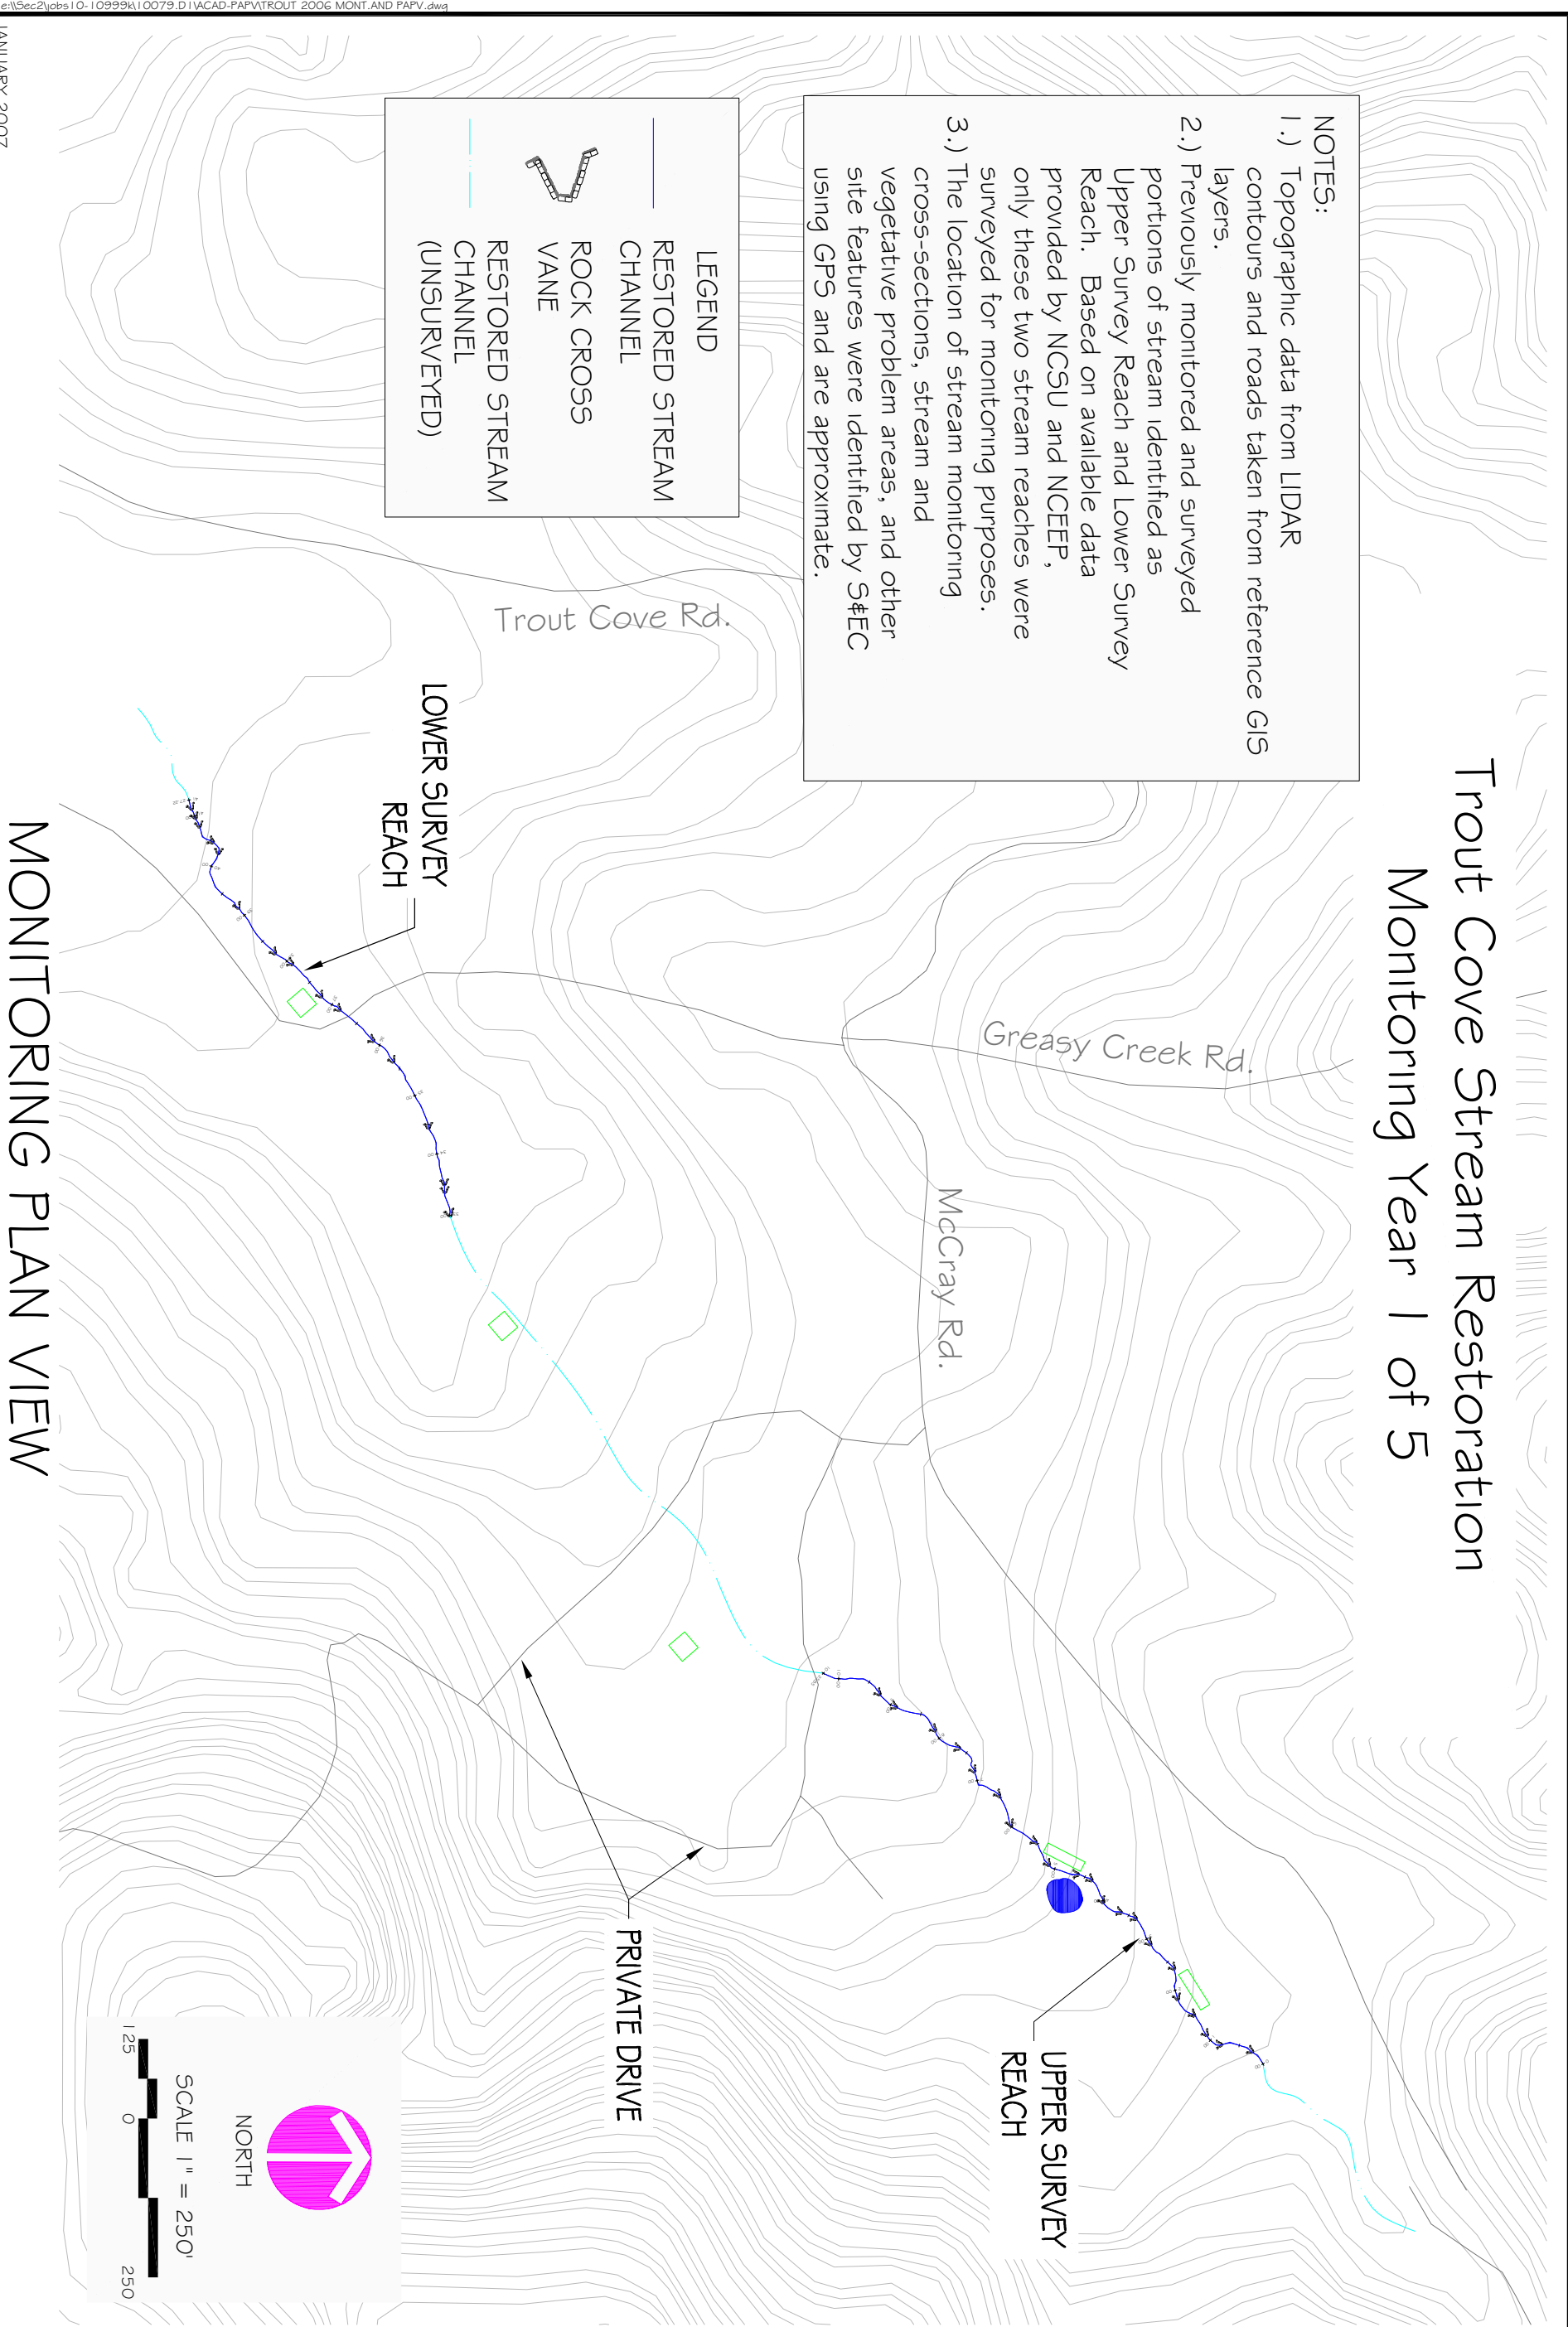 e:\\Sec2\jobs10-10999k\10079.D1\ACAD-PAPV\TROUT 2006 MONT.AND PAPV.dwg
Trout Cove Stream Restoration
Monitoring Year 1 of 5
NOTES:
1.) Topographic data from LIDAR
contours and roads taken from reference GIS
layers.
2.) Previously monitored and surveyed
portions of stream identified as
Upper Survey Reach and Lower Survey
Reach. Based on available data
provided by NCSU and NCEEP,
only these two stream reaches were
surveyed for monitoring purposes.
3.) The location of stream monitoring
cross-sections, stream and
vegetative problem areas, and other
site features were identified by S&EC
using GPS and are approximate.
LEGEND
RESTORED STREAM
CHANNEL
ROCK CROSS
VANE
RESTORED STREAM
CHANNEL
(UNSURVEYED)
Trout Cove Rd.
Greasy Creek Rd.
McCray Rd.
LOWER SURVEY
REACH
UPPER SURVEY
REACH
PRIVATE DRIVE
NORTH
SCALE 1" = 250'
125 0 250
MONITORING PLAN VIEW
JANUARY 2007